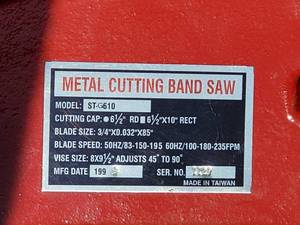 METAL CUTTING BAND SAW
MODEL: ST-G610
CUTTING CAP: ●6½" RD ■6½"X10" RECT
BLADE SIZE: 3/4"X0.032"X85"
BLADE SPEED: 50HZ/83-150-195 60HZ/100-180-235FPM
VISE SIZE: 8X9½" ADJUSTS 45° TO 90°
MFG DATE 199 SER. NO.
MADE IN TAIWAN